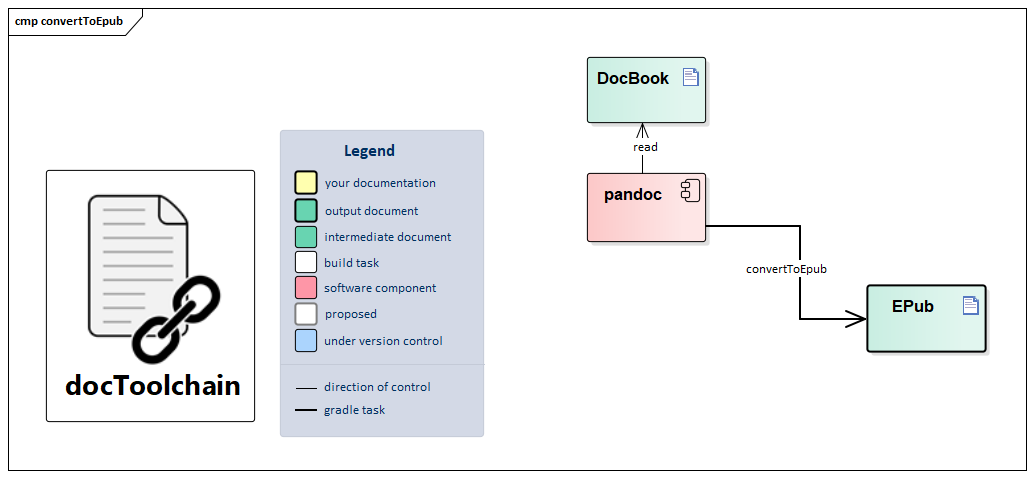 cmp convertToEpub
docToolchain
Legend
your documentation
output document
intermediate document
build task
software component
proposed
under version control
direction of control
gradle task
DocBook
read
pandoc
convertToEpub
EPub